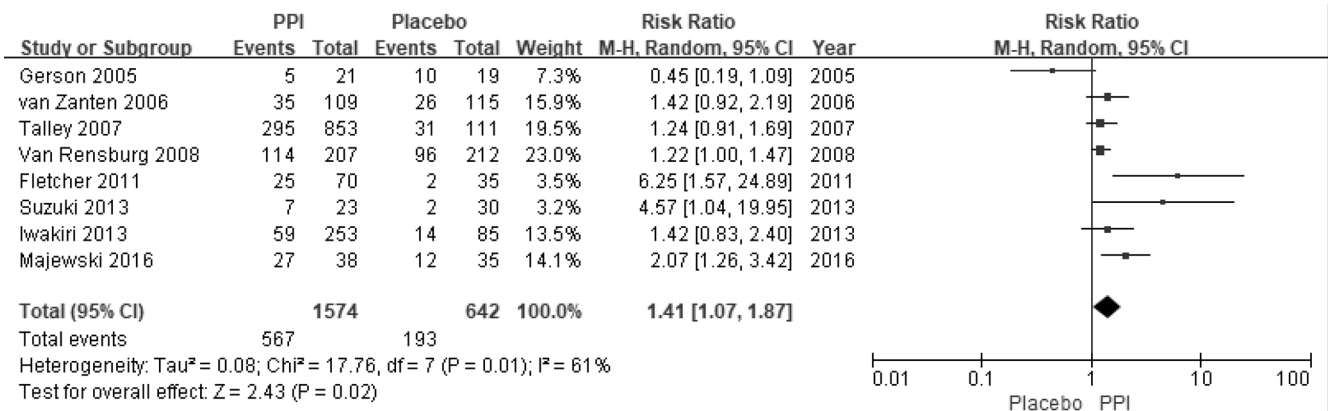 PPI Placebo Risk Ratio Risk Ratio
Study or Subgroup Events Total Events Total Weight M-H, Random, 95% CI Year M-H, Random, 95% CI
Gerson 2005 5 21 10 19 7.3% 0.45 [0.19, 1.09] 2005
van Zanten 2006 35 109 26 115 15.9% 1.42 [0.92, 2.19] 2006
Talley 2007 295 853 31 111 19.5% 1.24 [0.91, 1.69] 2007
Van Rensburg 2008 114 207 96 212 23.0% 1.22 [1.00, 1.47] 2008
Fletcher 2011 25 70 2 35 3.5% 6.25 [1.57, 24.89] 2011
Suzuki 2013 7 23 2 30 3.2% 4.57 [1.04, 19.95] 2013
Iwakiri 2013 59 253 14 85 13.5% 1.42 [0.83, 2.40] 2013
Majewski 2016 27 38 12 35 14.1% 2.07 [1.26, 3.42] 2016
Total (95% CI) 1574 642 100.0% 1.41 [1.07, 1.87]
Total events 567 193
Heterogeneity: Tau² = 0.08; Chi² = 17.76, df = 7 (P = 0.01); I² = 61%
Test for overall effect: Z = 2.43 (P = 0.02)
0.01 0.1 1 10 100
Placebo PPI